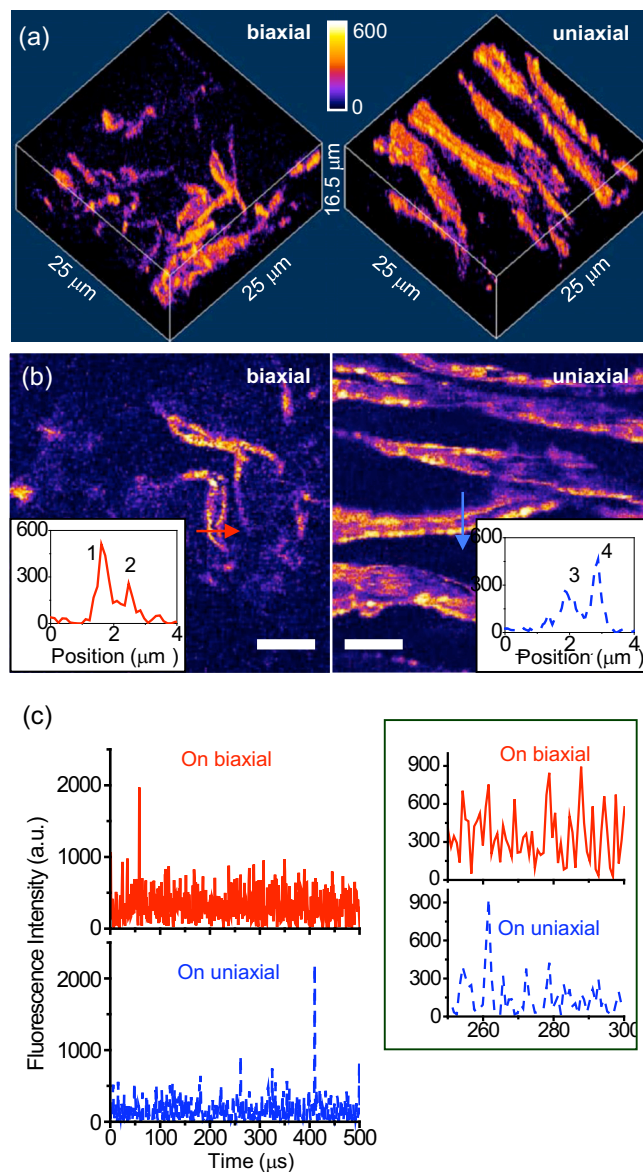 (a)
biaxial
600
0
uniaxial
16.5 μm
25 μm
25 μm
25 μm
25 μm
(b)
biaxial
uniaxial
600
300
0
1
2
0 2 4
Position (μm)
600
300
0
3
4
0 2 4
Position (μm)
(c)
On biaxial
2000
1000
0
On uniaxial
2000
1000
0
0 100 200 300 400 500
Time (μs)
Fluorescence Intensity (a.u.)
On biaxial
900
600
300
0
On uniaxial
900
600
300
0
260 280 300